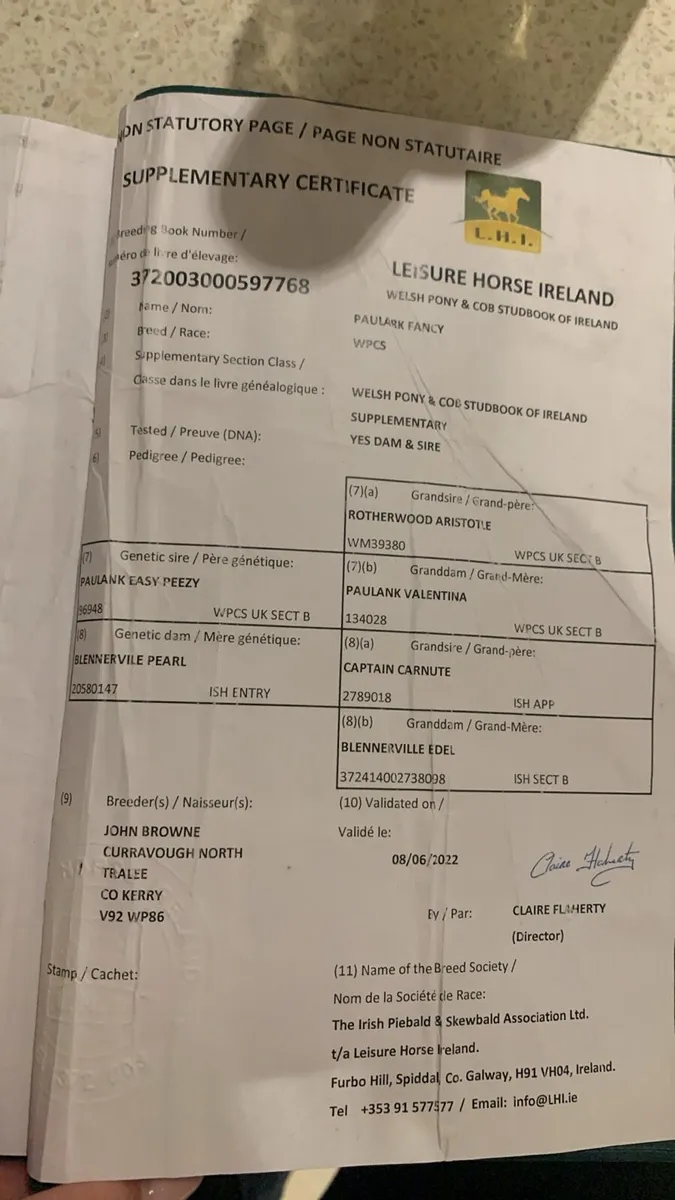 NON STATUTORY PAGE / PAGE NON STATUTAIRE
SUPPLEMENTARY CERTIFICATE
L.H.I.
Breeding Book Number /
méro de livre d'élevage:
372003000597768
LEISURE HORSE IRELAND
WELSH PONY & COB STUDBOOK OF IRELAND
Name / Nom:
PAULARK FANCY
Breed / Race:
WPCS
Supplementary Section Class /
Classe dans le livre généalogique :
WELSH PONY & COB STUDBOOK OF IRELAND
SUPPLEMENTARY
5) Tested / Preuve (DNA):
YES DAM & SIRE
6) Pedigree / Pedigree:
(7)(a) Grandsire / Grand-père:
ROTHERWOOD ARISTOTLE
WM39380 WPCS UK SECT B
(7) Genetic sire / Père génétique:
PAULANK EASY PEEZY
96948 WPCS UK SECT B
(7)(b) Granddam / Grand-Mère:
PAULANK VALENTINA
134028 WPCS UK SECT B
(8) Genetic dam / Mère génétique:
BLENNERVILE PEARL
20580147 ISH ENTRY
(8)(a) Grandsire / Grand-père:
CAPTAIN CARNUTE
2789018 ISH APP
(8)(b) Granddam / Grand-Mère:
BLENNERVILLE EDEL
372414002738098 ISH SECT B
(9) Breeder(s) / Naisseur(s):
JOHN BROWNE
CURRAVOUGH NORTH
TRALEE
CO KERRY
V92 WP86
(10) Validated on /
Validé le:
08/06/2022
Claire Flaherty
By / Par: CLAIRE FLAHERTY
(Director)
Stamp / Cachet:
(11) Name of the Breed Society /
Nom de la Société de Race:
The Irish Piebald & Skewbald Association Ltd.
t/a Leisure Horse Ireland.
Furbo Hill, Spiddal, Co. Galway, H91 VH04, Ireland.
Tel +353 91 577577 / Email: info@LHI.ie